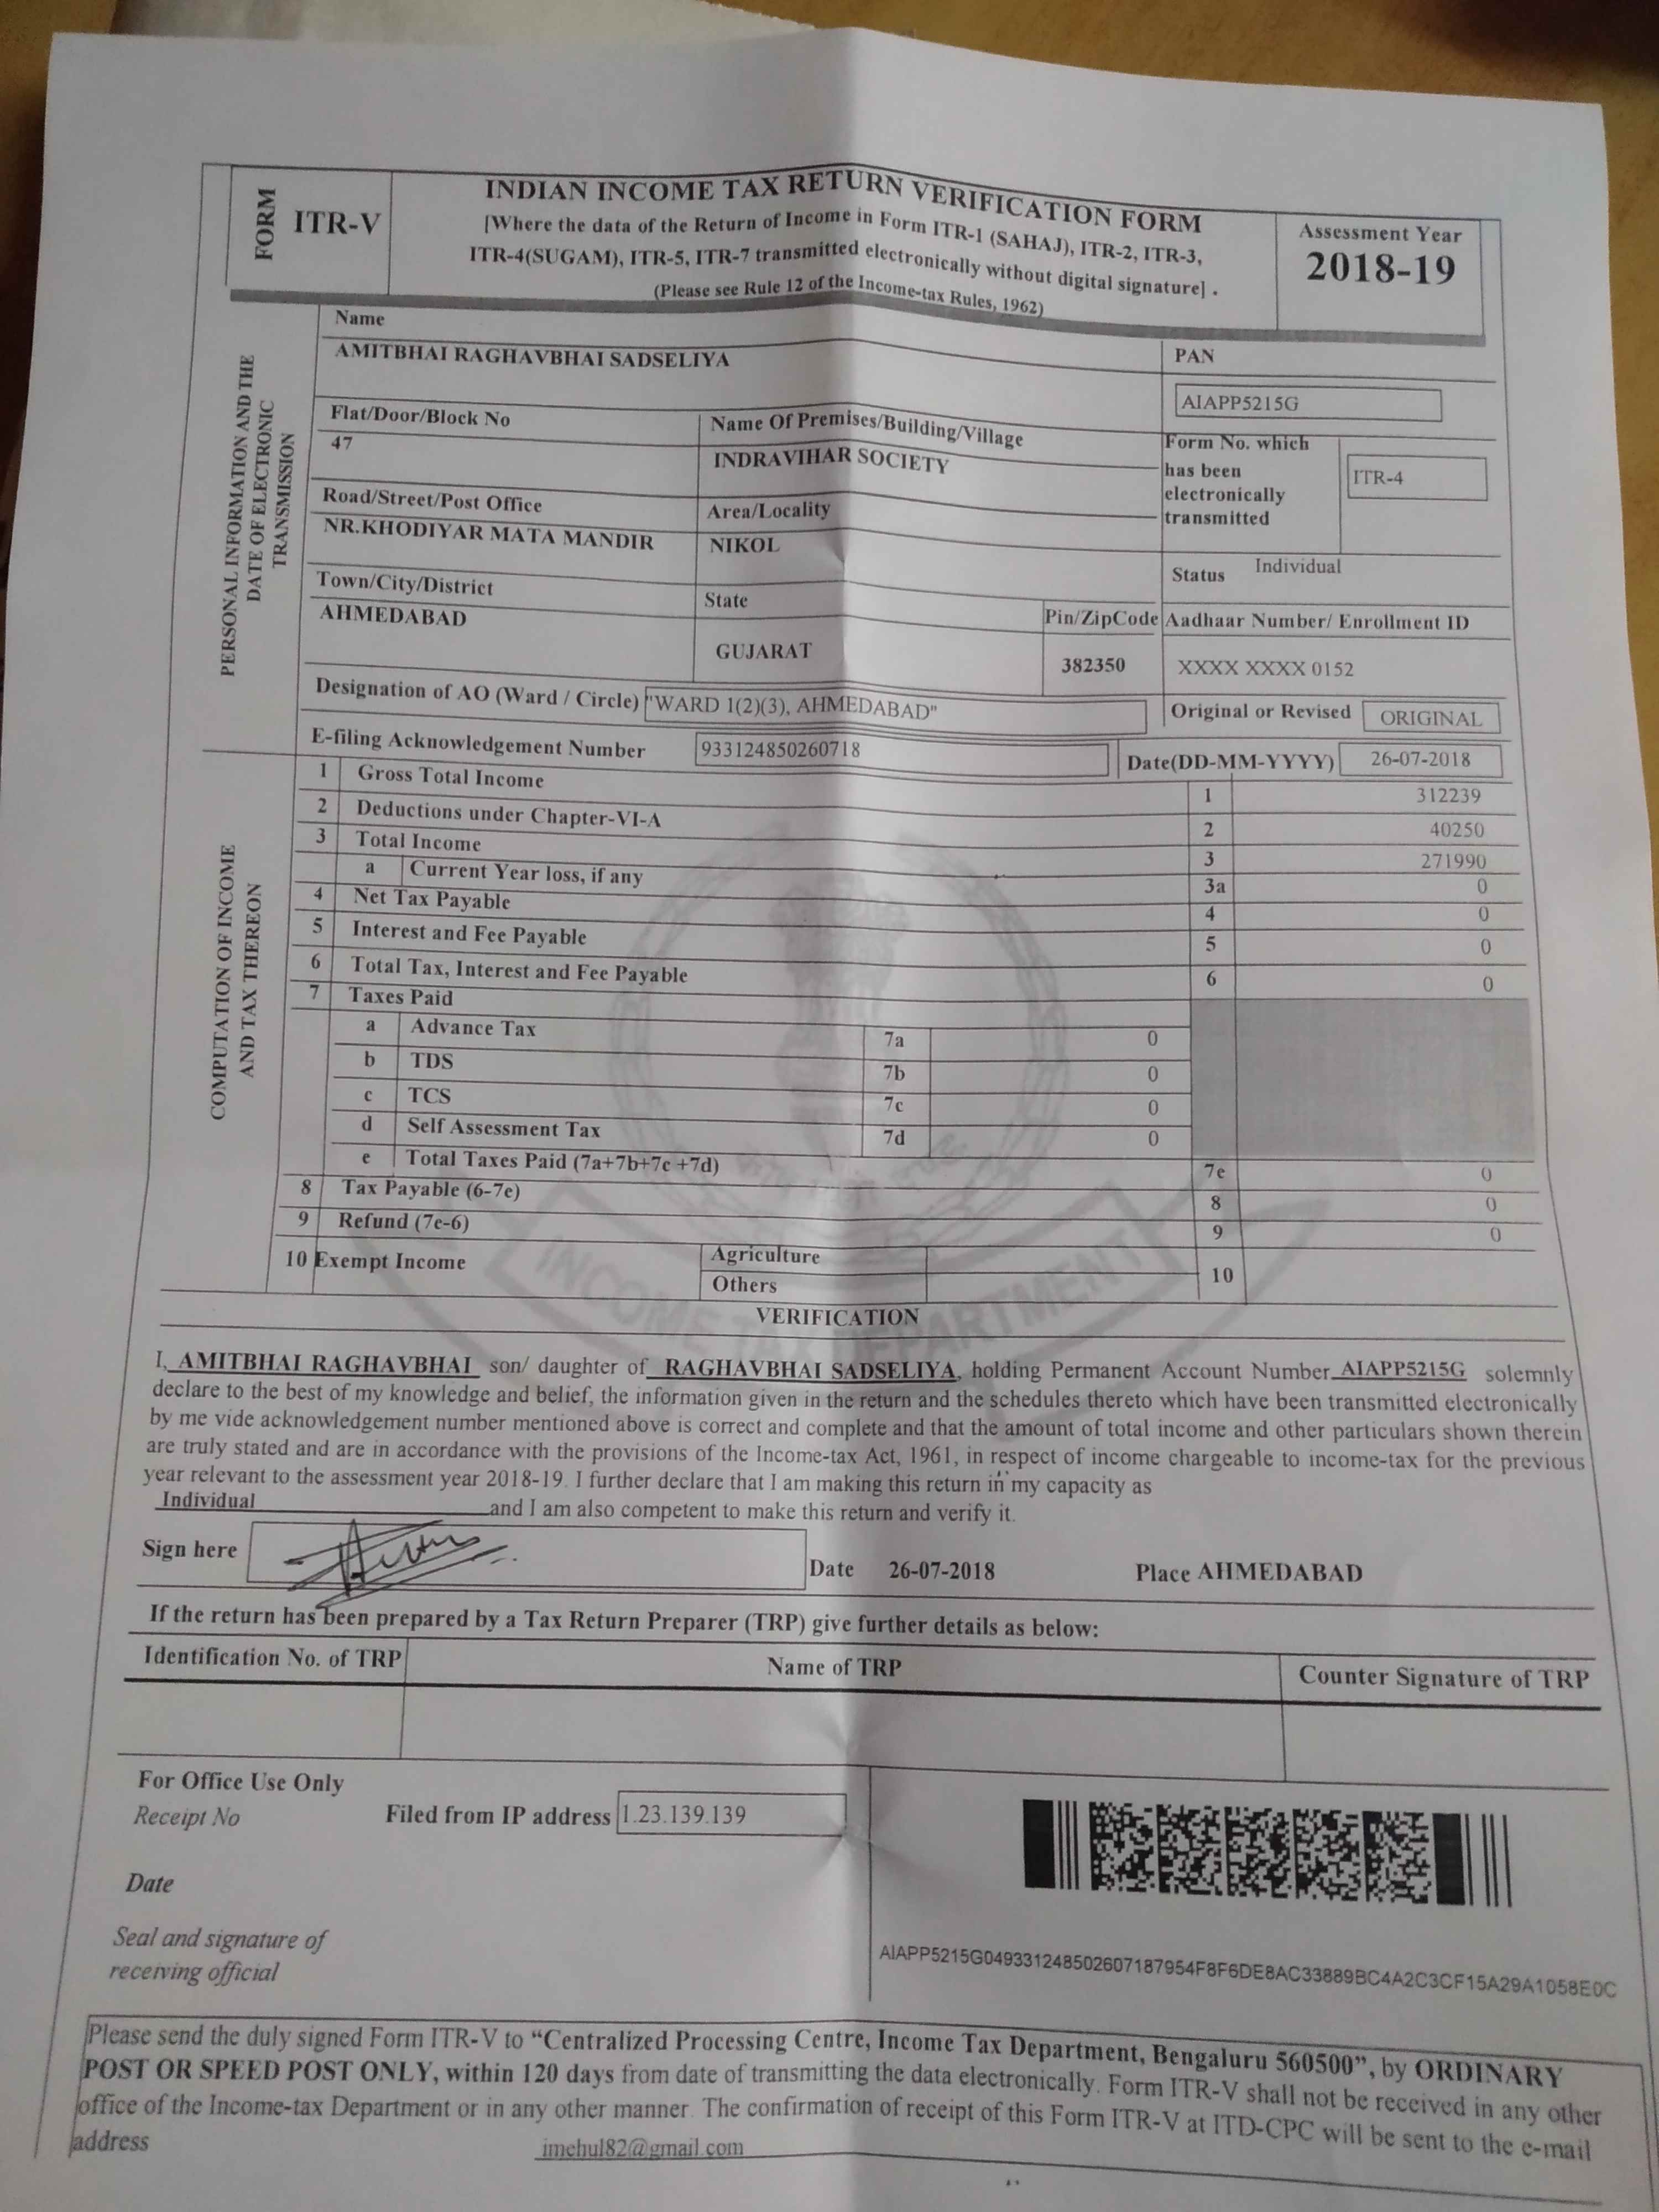 FORM
ITR-V
INDIAN INCOME TAX RETURN VERIFICATION FORM
[Where the data of the Return of Income in Form ITR-1 (SAHAJ), ITR-2, ITR-3,
ITR-4(SUGAM), ITR-5, ITR-7 transmitted electronically without digital signature] .
(Please see Rule 12 of the Income-tax Rules, 1962)
Assessment Year
2018-19
PERSONAL INFORMATION AND THE
DATE OF ELECTRONIC
TRANSMISSION
Name
AMITBHAI RAGHAVBHAI SADSELIYA
PAN
AIAPP5215G
Flat/Door/Block No
47
Name Of Premises/Building/Village
INDRAVIHAR SOCIETY
Form No. which
has been
electronically
transmitted
ITR-4
Road/Street/Post Office
NR.KHODIYAR MATA MANDIR
Area/Locality
NIKOL
Status Individual
Town/City/District
AHMEDABAD
State
GUJARAT
Pin/ZipCode
382350
Aadhaar Number/ Enrollment ID
XXXX XXXX 0152
Designation of AO (Ward / Circle) "WARD 1(2)(3), AHMEDABAD"
Original or Revised ORIGINAL
E-filing Acknowledgement Number 933124850260718
Date(DD-MM-YYYY) 26-07-2018
COMPUTATION OF INCOME
AND TAX THEREON
1 Gross Total Income 1 312239
2 Deductions under Chapter-VI-A 2 40250
3 Total Income 3 271990
a Current Year loss, if any 3a 0
4 Net Tax Payable 4 0
5 Interest and Fee Payable 5 0
6 Total Tax, Interest and Fee Payable 6 0
7 Taxes Paid
a Advance Tax 7a 0
b TDS 7b 0
c TCS 7c 0
d Self Assessment Tax 7d 0
e Total Taxes Paid (7a+7b+7c +7d) 7e 0
8 Tax Payable (6-7e) 8 0
9 Refund (7e-6) 9 0
10 Exempt Income
Agriculture
Others
10
INCOME TAX DEPARTMENT
VERIFICATION
I, AMITBHAI RAGHAVBHAI son/ daughter of RAGHAVBHAI SADSELIYA, holding Permanent Account Number AIAPP5215G solemnly
declare to the best of my knowledge and belief, the information given in the return and the schedules thereto which have been transmitted electronically
by me vide acknowledgement number mentioned above is correct and complete and that the amount of total income and other particulars shown therein
are truly stated and are in accordance with the provisions of the Income-tax Act, 1961, in respect of income chargeable to income-tax for the previous
year relevant to the assessment year 2018-19. I further declare that I am making this return in my capacity as
Individual and I am also competent to make this return and verify it.
Sign here
Date 26-07-2018 Place AHMEDABAD
If the return has been prepared by a Tax Return Preparer (TRP) give further details as below:
Identification No. of TRP Name of TRP Counter Signature of TRP
For Office Use Only
Receipt No
Filed from IP address 1.23.139.139
Date
Seal and signature of
receiving official
AIAPP5215G04933124850260718​7954F8F6DE8AC33889BC4A2C3CF15A29A1058E0C
Please send the duly signed Form ITR-V to “Centralized Processing Centre, Income Tax Department, Bengaluru 560500”, by ORDINARY
POST OR SPEED POST ONLY, within 120 days from date of transmitting the data electronically. Form ITR-V shall not be received in any other
office of the Income-tax Department or in any other manner. The confirmation of receipt of this Form ITR-V at ITD-CPC will be sent to the e-mail
address imehul82@gmail.com